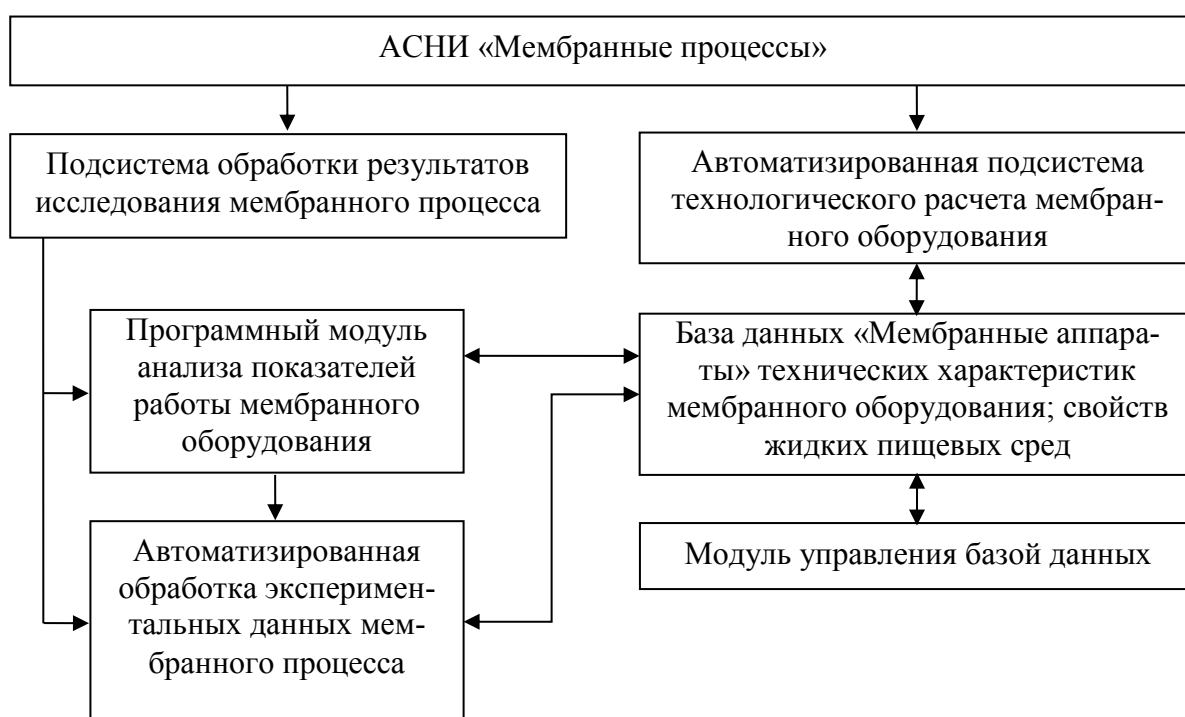 АСНИ «Мембранные процессы»
Подсистема обработки результатов
исследования мембранного процесса
Автоматизированная подсистема
технологического расчета мембран-
ного оборудования
Программный модуль
анализа показателей
работы мембранного
оборудования
База данных «Мембранные аппара-
ты» технических характеристик
мембранного оборудования; свойств
жидких пищевых сред
Автоматизированная
обработка эксперимен-
тальных данных мем-
бранного процесса
Модуль управления базой данных